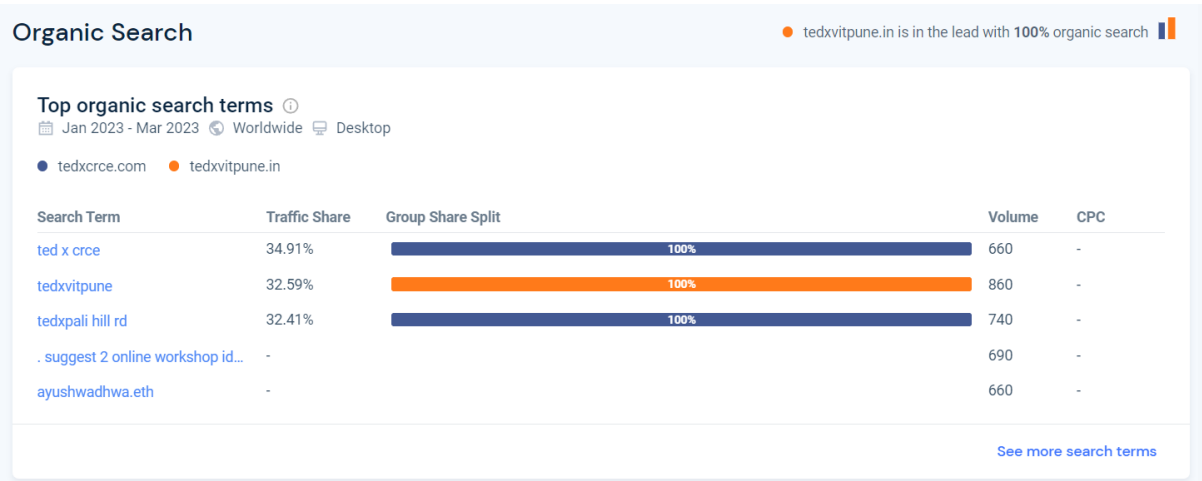 Organic Search
tedxvitpune.in is in the lead with 100% organic search
Top organic search terms
Jan 2023 - Mar 2023 Worldwide Desktop
tedxcrce.com tedxvitpune.in
Search Term Traffic Share Group Share Split Volume CPC
ted x crce 34.91% 100% 660 -
tedxvitpune 32.59% 100% 860 -
tedxpali hill rd 32.41% 100% 740 -
. suggest 2 online workshop id... - 690 -
ayushwadhwa.eth - 660 -
See more search terms